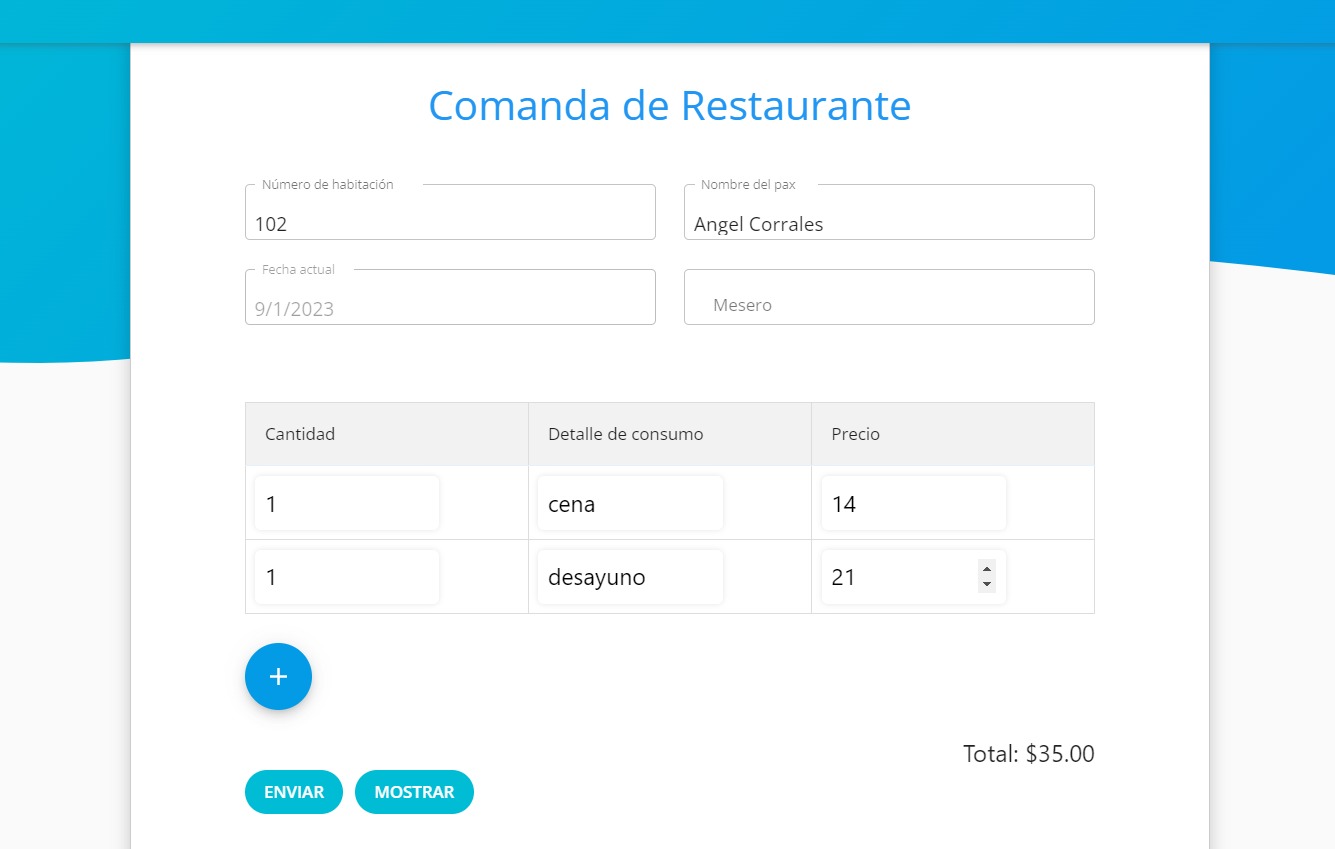 Comanda de Restaurante
Número de habitación
102
Nombre del pax
Angel Corrales
Fecha actual
9/1/2023
Mesero
Cantidad Detalle de consumo Precio
1 cena 14
1 desayuno 21
+
Total: $35.00
ENVIAR MOSTRAR